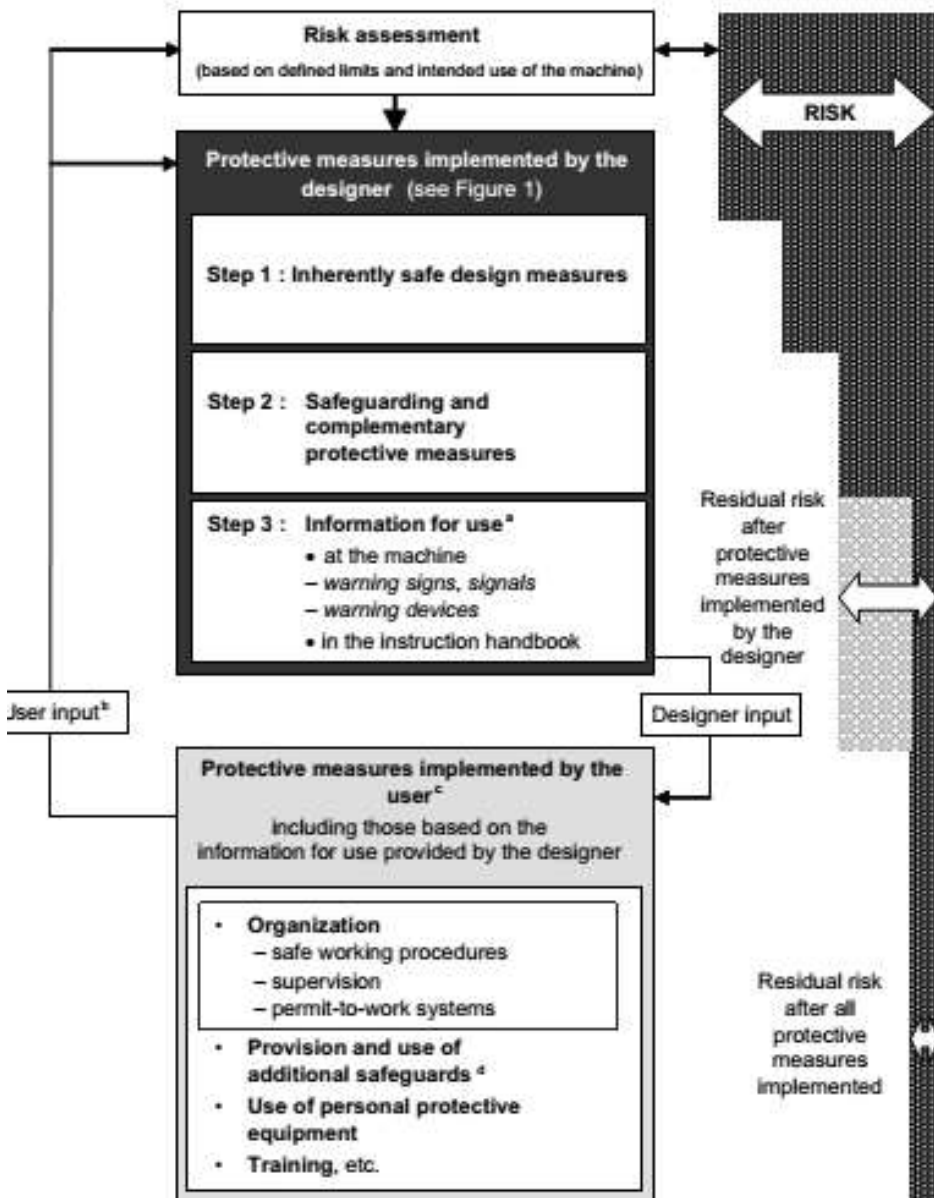 Risk assessment
(based on defined limits and intended use of the machine)
RISK
Protective measures implemented by the
designer (see Figure 1)
Step 1 : Inherently safe design measures
Step 2 : Safeguarding and
complementary
protective measures
Step 3 : Information for useᵃ
• at the machine
– warning signs, signals
– warning devices
• in the instruction handbook
Residual risk
after
protective
measures
implemented
by the
designer
User inputᵇ
Designer input
Protective measures implemented by the
userᶜ
including those based on the
information for use provided by the designer
• Organization
– safe working procedures
– supervision
– permit-to-work systems
• Provision and use of
additional safeguards ᵈ
• Use of personal protective
equipment
• Training, etc.
Residual risk
after all
protective
measures
implemented